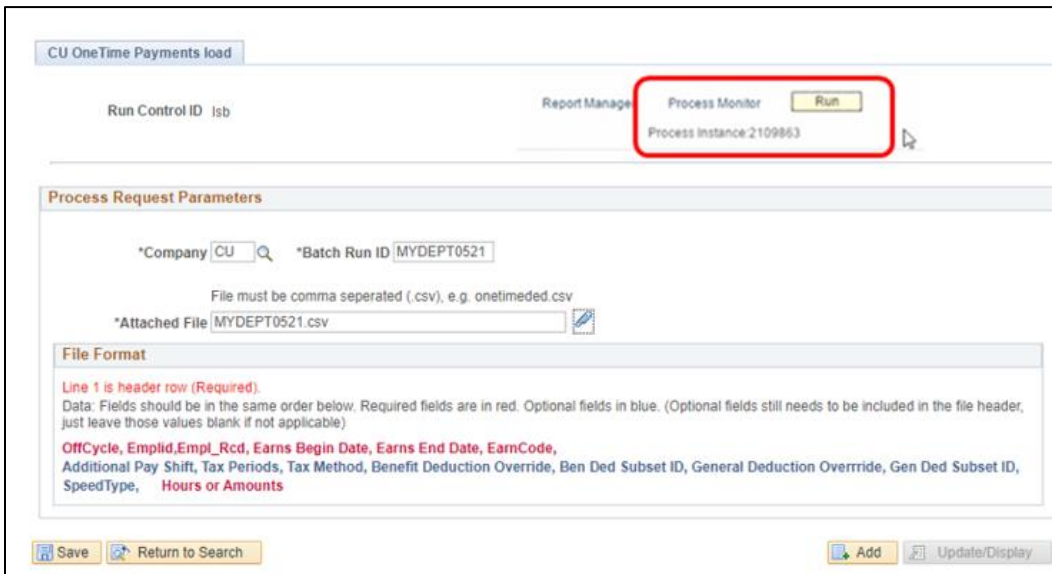 CU OneTime Payments load
Run Control ID lsb
Report Manage Process Monitor Run
Process Instance:2109863
Process Request Parameters
*Company CU *Batch Run ID MYDEPT0521
File must be comma seperated (.csv), e.g. onetimeded.csv
*Attached File MYDEPT0521.csv
File Format
Line 1 is header row (Required).
Data: Fields should be in the same order below. Required fields are in red. Optional fields in blue. (Optional fields still needs to be included in the file header,
just leave those values blank if not applicable)
OffCycle, Emplid,Empl_Rcd, Earns Begin Date, Earns End Date, EarnCode,
Additional Pay Shift, Tax Periods, Tax Method, Benefit Deduction Override, Ben Ded Subset ID, General Deduction Overrride, Gen Ded Subset ID,
SpeedType, Hours or Amounts
Save Return to Search Add Update/Display